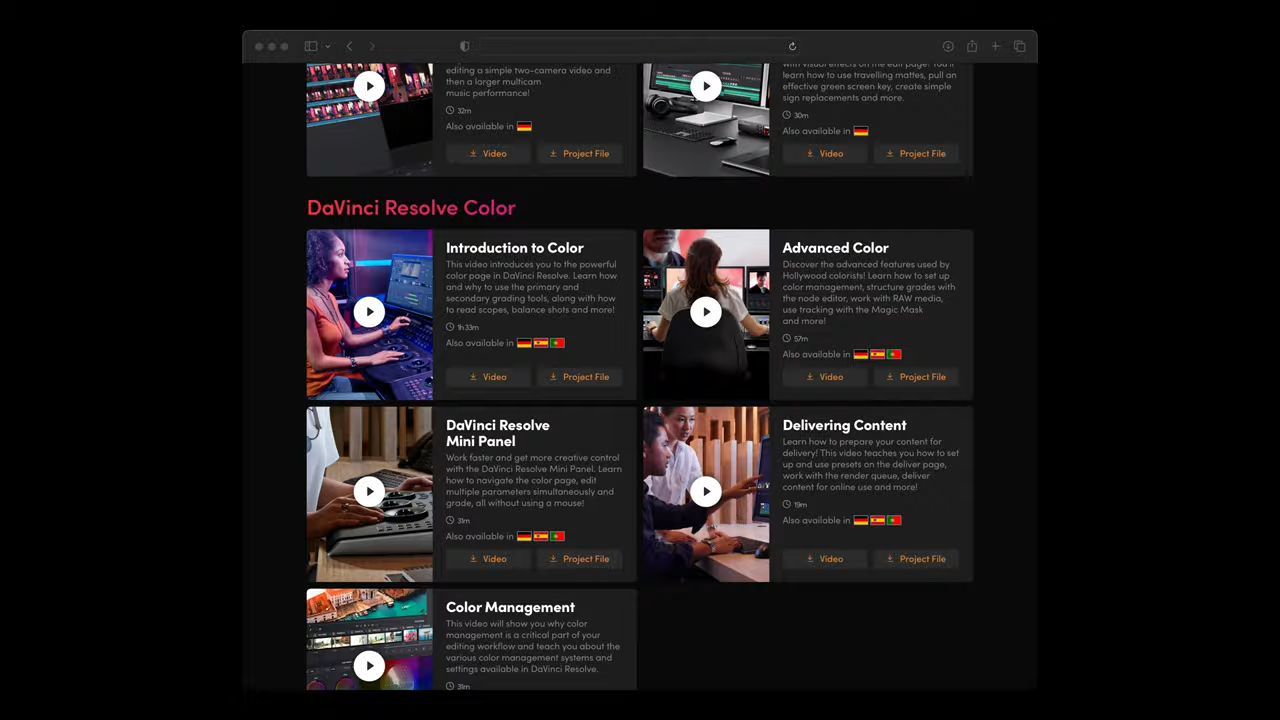 editing a simple two-camera video and
then a larger multicam
music performance!
32m
Also available in
Video
Project File
learn how to use travelling mattes, pull an
effective green screen key, create simple
sign replacements and more.
30m
Also available in
Video
Project File
DaVinci Resolve Color
Introduction to Color
This video introduces you to the powerful
color page in DaVinci Resolve. Learn how
and why to use the primary and
secondary grading tools, along with how
to read scopes, balance shots and more!
1h 33m
Also available in
Video
Project File
Advanced Color
Discover the advanced features used by
Hollywood colorists! Learn how to set up
color management, structure grades with
the node editor, work with RAW media,
use tracking with the Magic Mask
and more!
57m
Also available in
Video
Project File
DaVinci Resolve
Mini Panel
Work faster and get more creative control
with the DaVinci Resolve Mini Panel. Learn
how to navigate the color page, edit
multiple parameters simultaneously and
grade, all without using a mouse!
31m
Also available in
Video
Project File
Delivering Content
Learn how to prepare your content for
delivery! This video teaches you how to set
up and use presets on the deliver page,
work with the render queue, deliver
content for online use and more!
19m
Also available in
Video
Project File
Color Management
This video will show you why color
management is a critical part of your
editing workflow and teach you about the
various color management systems and
settings available in DaVinci Resolve.
31m